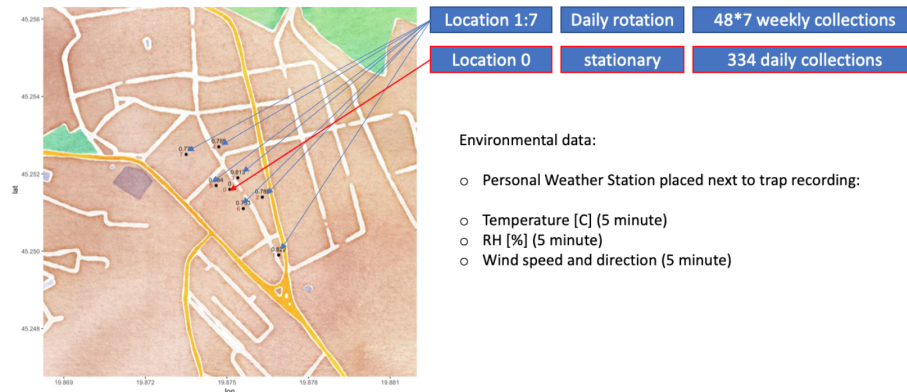 Location 1:7 Daily rotation 48*7 weekly collections
Location 0 stationary 334 daily collections
Environmental data:
o Personal Weather Station placed next to trap recording:
o Temperature [C] (5 minute)
o RH [%] (5 minute)
o Wind speed and direction (5 minute)
45.256
45.254
45.252
45.250
45.248
lat
0.813
19.869 19.872 19.875 19.878 19.881
lon